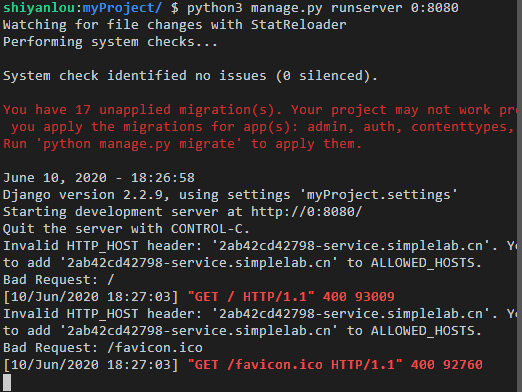 shiyanlou:myProject/ $ python3 manage.py runserver 0:8080
Watching for file changes with StatReloader
Performing system checks...
System check identified no issues (0 silenced).
You have 17 unapplied migration(s). Your project may not work pr
you apply the migrations for app(s): admin, auth, contenttypes,
Run 'python manage.py migrate' to apply them.
June 10, 2020 - 18:26:58
Django version 2.2.9, using settings 'myProject.settings'
Starting development server at http://0:8080/
Quit the server with CONTROL-C.
Invalid HTTP_HOST header: '2ab42cd42798-service.simplelab.cn'. Y
to add '2ab42cd42798-service.simplelab.cn' to ALLOWED_HOSTS.
Bad Request: /
[10/Jun/2020 18:27:03] "GET / HTTP/1.1" 400 93009
Invalid HTTP_HOST header: '2ab42cd42798-service.simplelab.cn'. Y
to add '2ab42cd42798-service.simplelab.cn' to ALLOWED_HOSTS.
Bad Request: /favicon.ico
[10/Jun/2020 18:27:03] "GET /favicon.ico HTTP/1.1" 400 92760